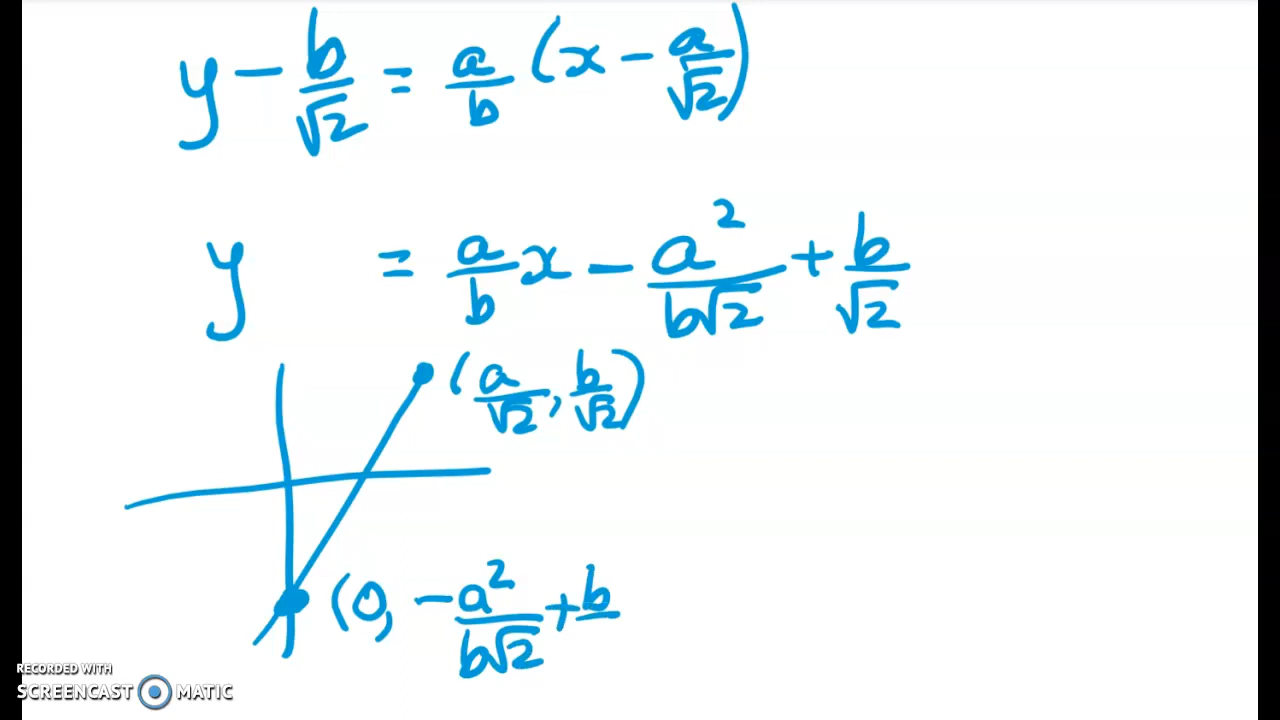 y - b/√2 = a/b (x - a/√2)
y = a/b x - a²/b√2 + b/√2
(a/√2, b/√2)
(0, -a²/b√2 + b
RECORDED WITH
SCREENCAST MATIC